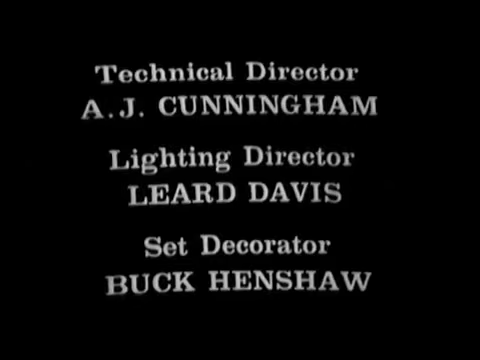 Technical Director
A.J. CUNNINGHAM
Lighting Director
LEARD DAVIS
Set Decorator
BUCK HENSHAW